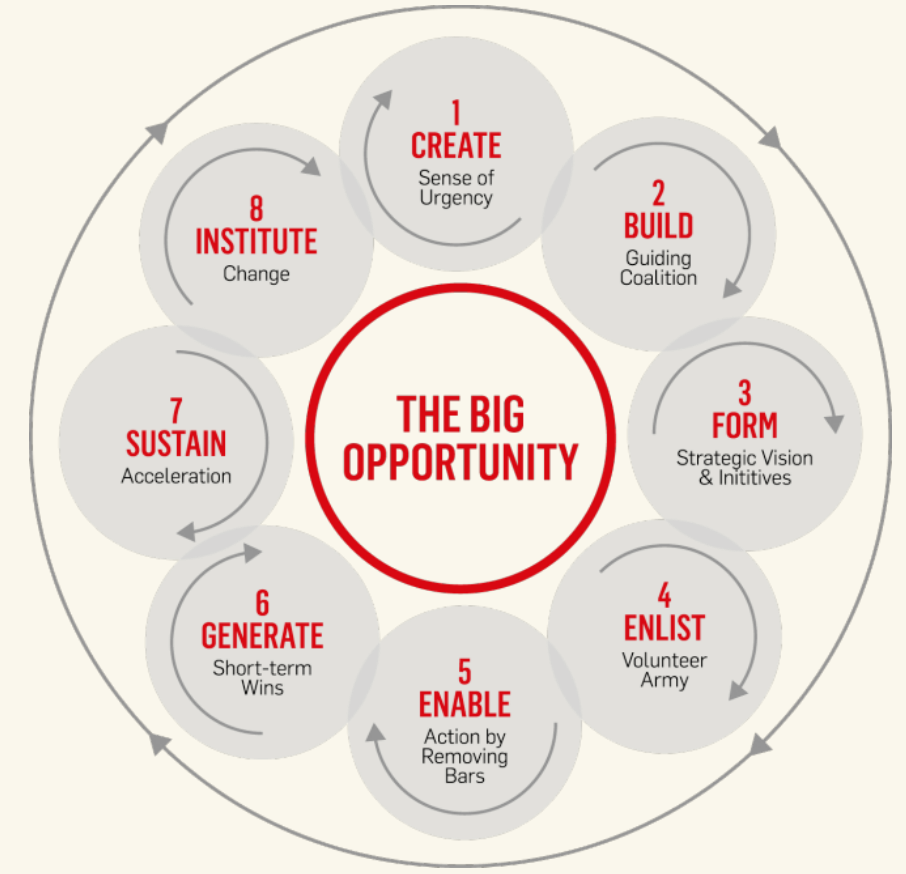 1
CREATE
Sense of
Urgency
2
BUILD
Guiding
Coalition
3
FORM
Strategic Vision
& Inititives
4
ENLIST
Volunteer
Army
5
ENABLE
Action by
Removing
Bars
6
GENERATE
Short-term
Wins
7
SUSTAIN
Acceleration
8
INSTITUTE
Change
THE BIG
OPPORTUNITY